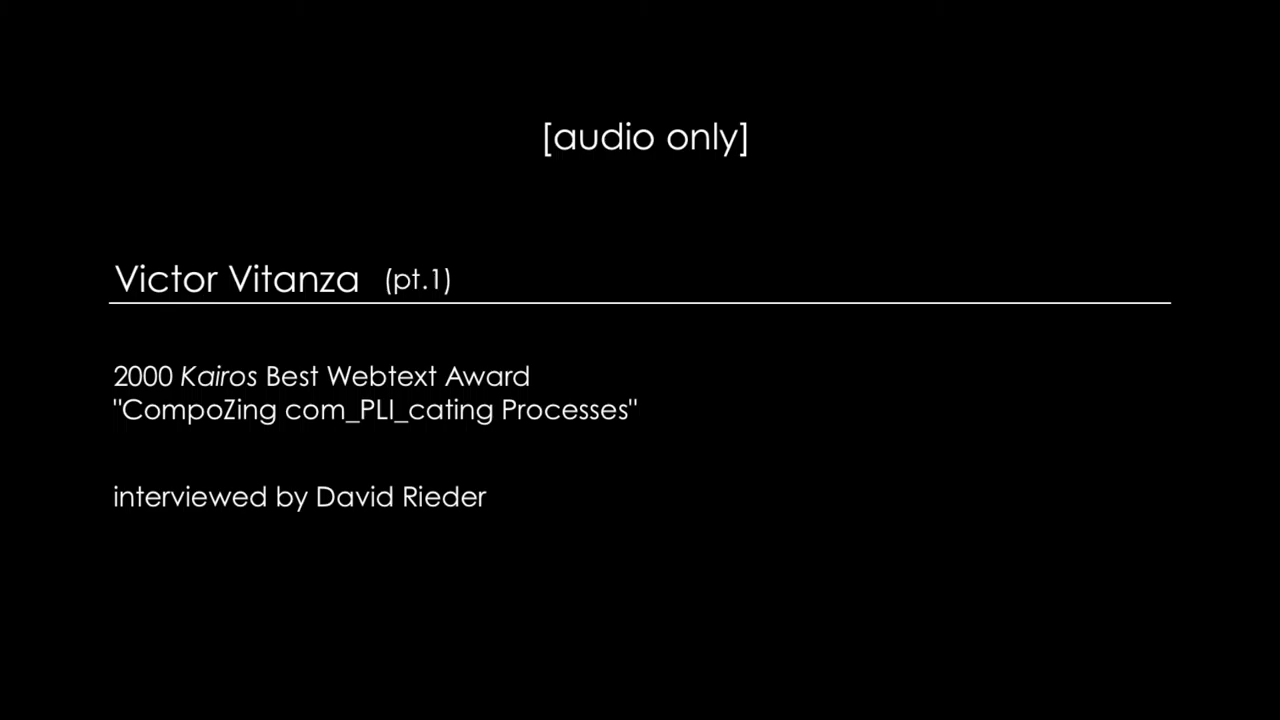 [audio only]
Victor Vitanza (pt.1)
2000 Kairos Best Webtext Award
"CompoZing com_PLI_cating Processes"
interviewed by David Rieder